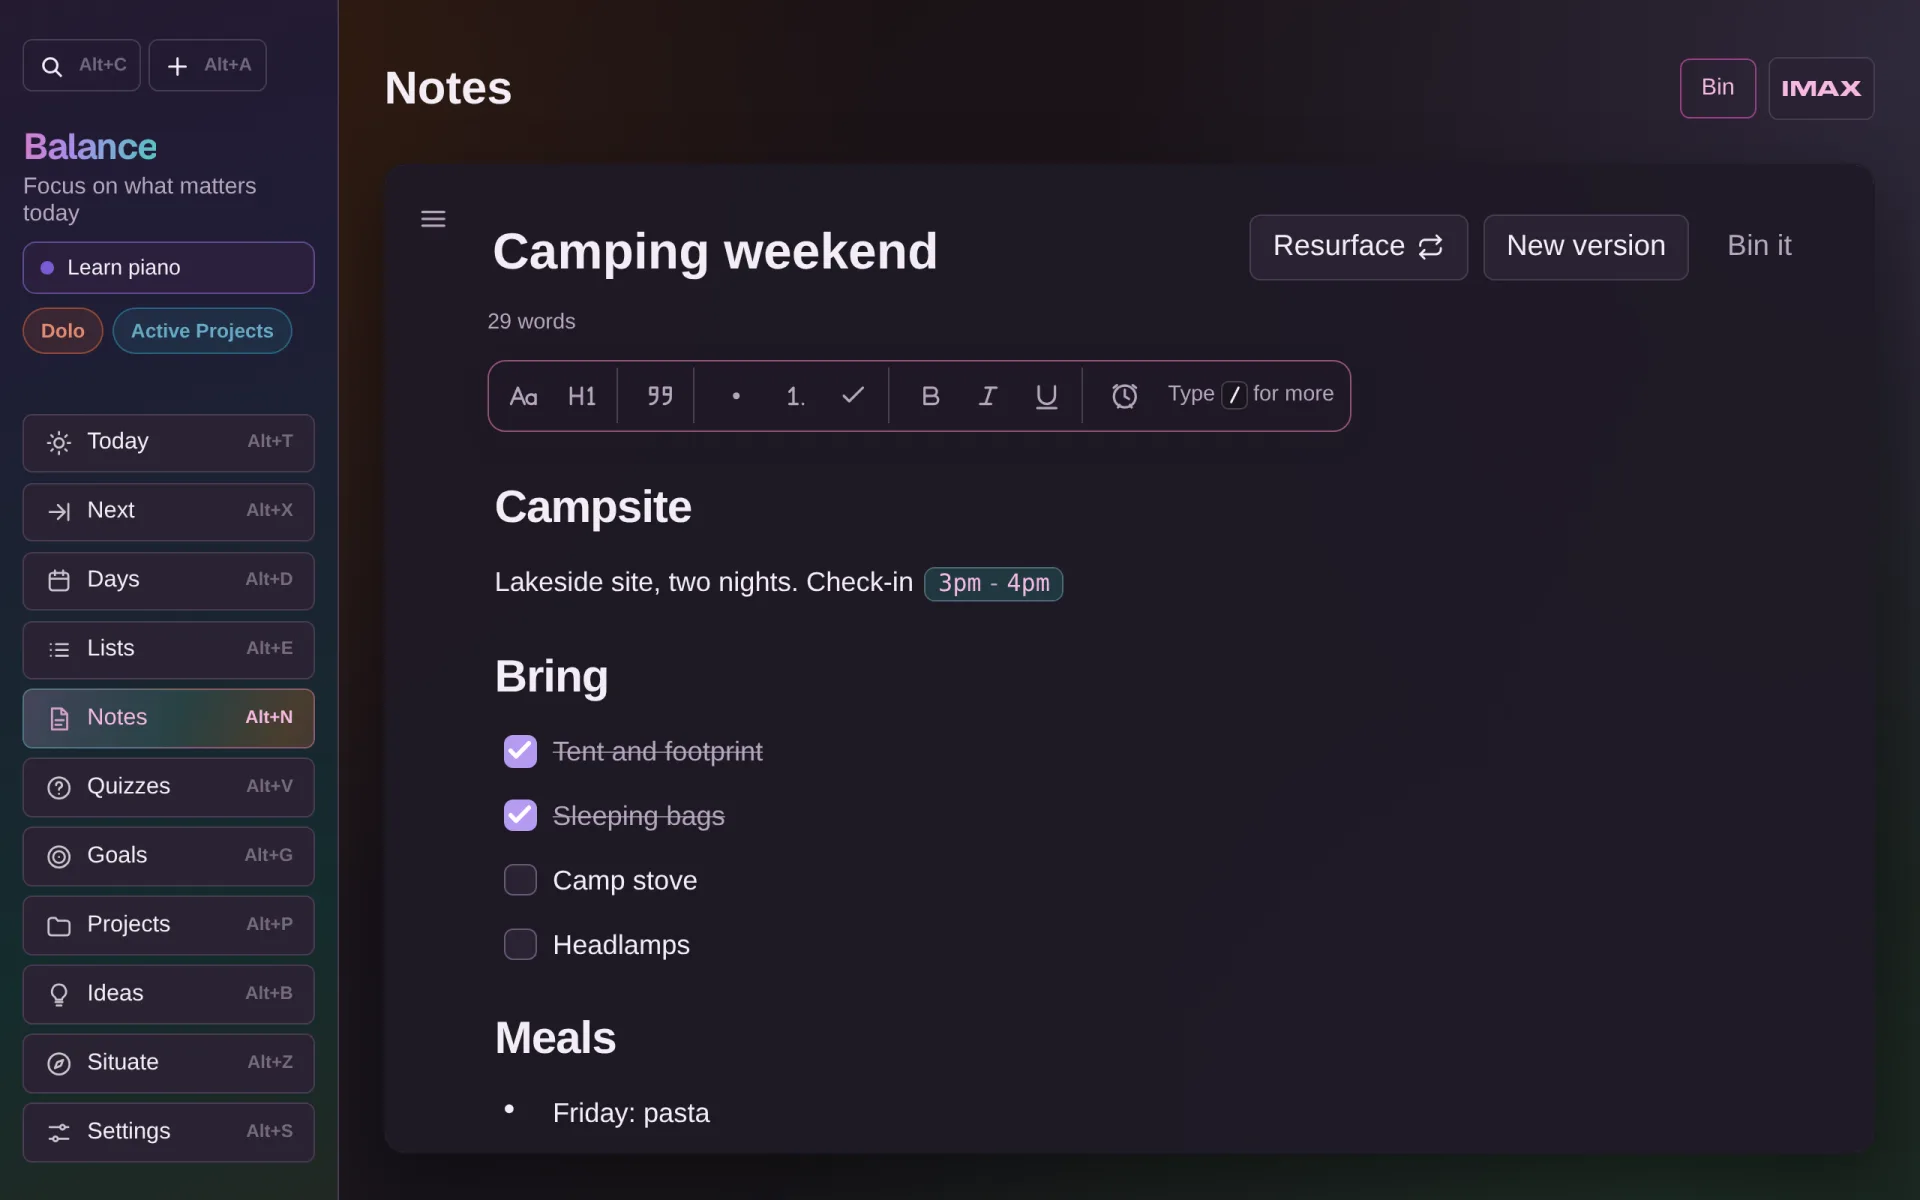 Alt+C Alt+A
Balance
Focus on what matters
today
Learn piano
Dolo Active Projects
Today Alt+T
Next Alt+X
Days Alt+D
Lists Alt+E
Notes Alt+N
Quizzes Alt+V
Goals Alt+G
Projects Alt+P
Ideas Alt+B
Situate Alt+Z
Settings Alt+S
Notes
Bin IMAX
Camping weekend
Resurface New version Bin it
29 words
Aa H1 1. B I U Type / for more
Campsite
Lakeside site, two nights. Check-in 3pm - 4pm
Bring
Tent and footprint
Sleeping bags
Camp stove
Headlamps
Meals
• Friday: pasta